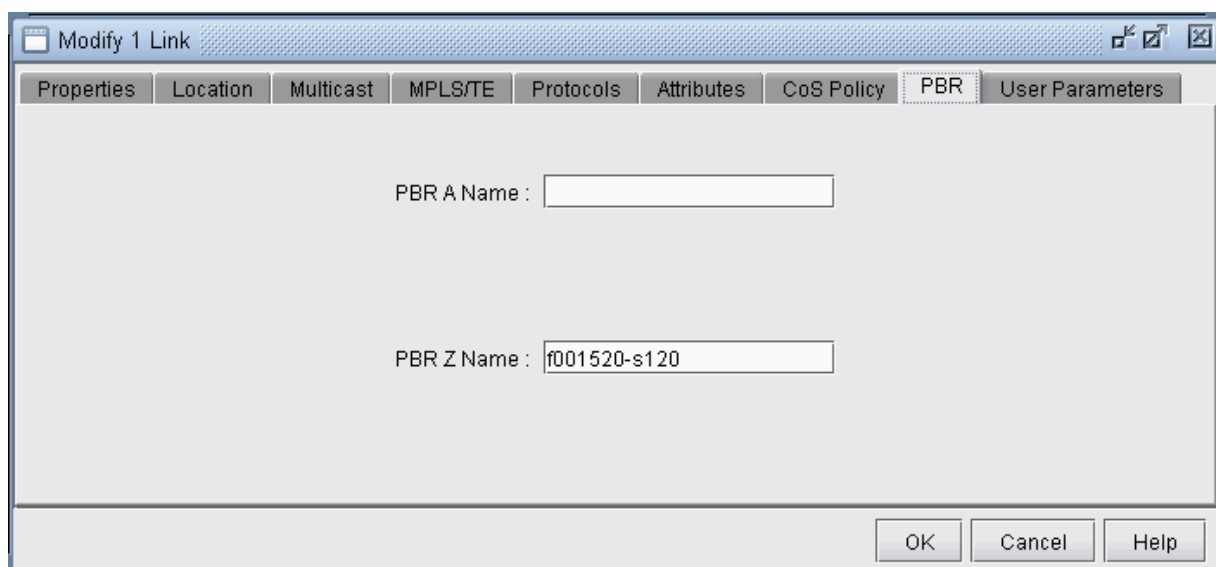 Modify 1 Link
Properties Location Multicast MPLS/TE Protocols Attributes CoS Policy PBR User Parameters
PBR A Name :
PBR Z Name : f001520-s120
OK Cancel Help